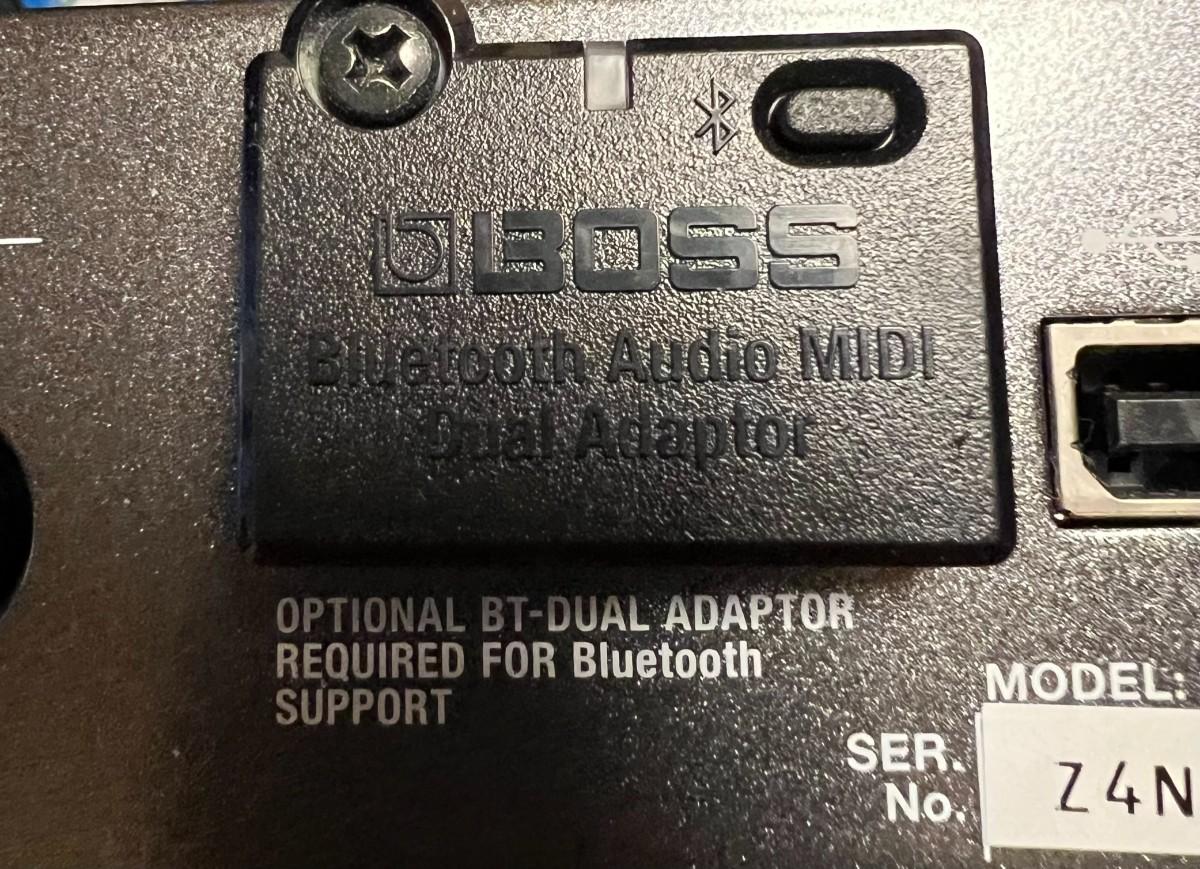 BOSS
Bluetooth Audio MIDI
Dual Adaptor
OPTIONAL BT-DUAL ADAPTOR
REQUIRED FOR Bluetooth
SUPPORT
MODEL:
SER.
No.
Z4N